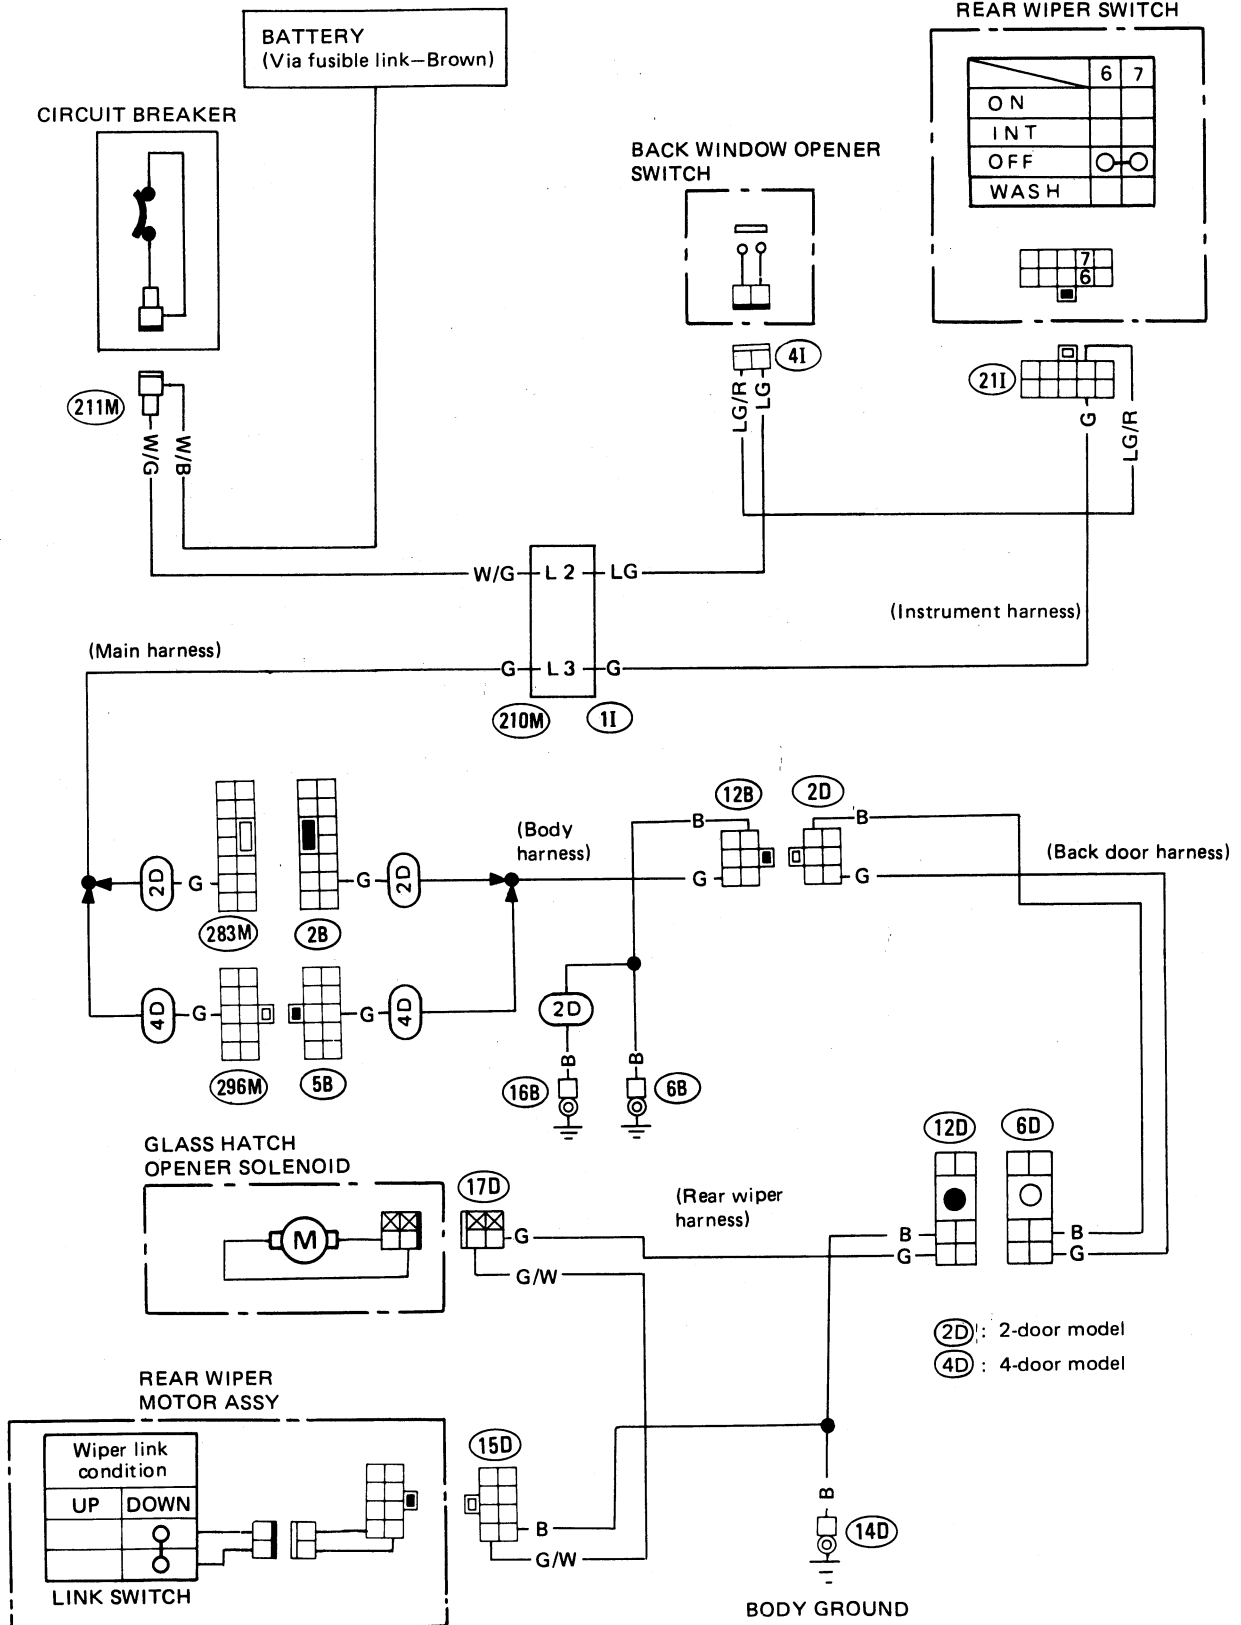 REAR WIPER SWITCH
BATTERY
(Via fusible link—Brown)
6 7
ON
INT
OFF
WASH
7
6
CIRCUIT BREAKER
BACK WINDOW OPENER
SWITCH
4I
21I
211M
W/G
W/B
LG/R
LG
G
LG/R
W/G
L 2
LG
(Instrument harness)
(Main harness)
G
L 3
G
210M
1I
12B
2D
B
B
(Body
harness)
(Back door harness)
2D
G
G
2D
G
G
283M
2B
4D
G
G
4D
2D
B
B
296M
5B
16B
6B
GLASS HATCH
OPENER SOLENOID
12D
6D
17D
(Rear wiper
harness)
M
G
B
G
B
G
G/W
2D : 2-door model
4D : 4-door model
REAR WIPER
MOTOR ASSY
15D
Wiper link
condition
UP
DOWN
B
G/W
B
14D
LINK SWITCH
BODY GROUND